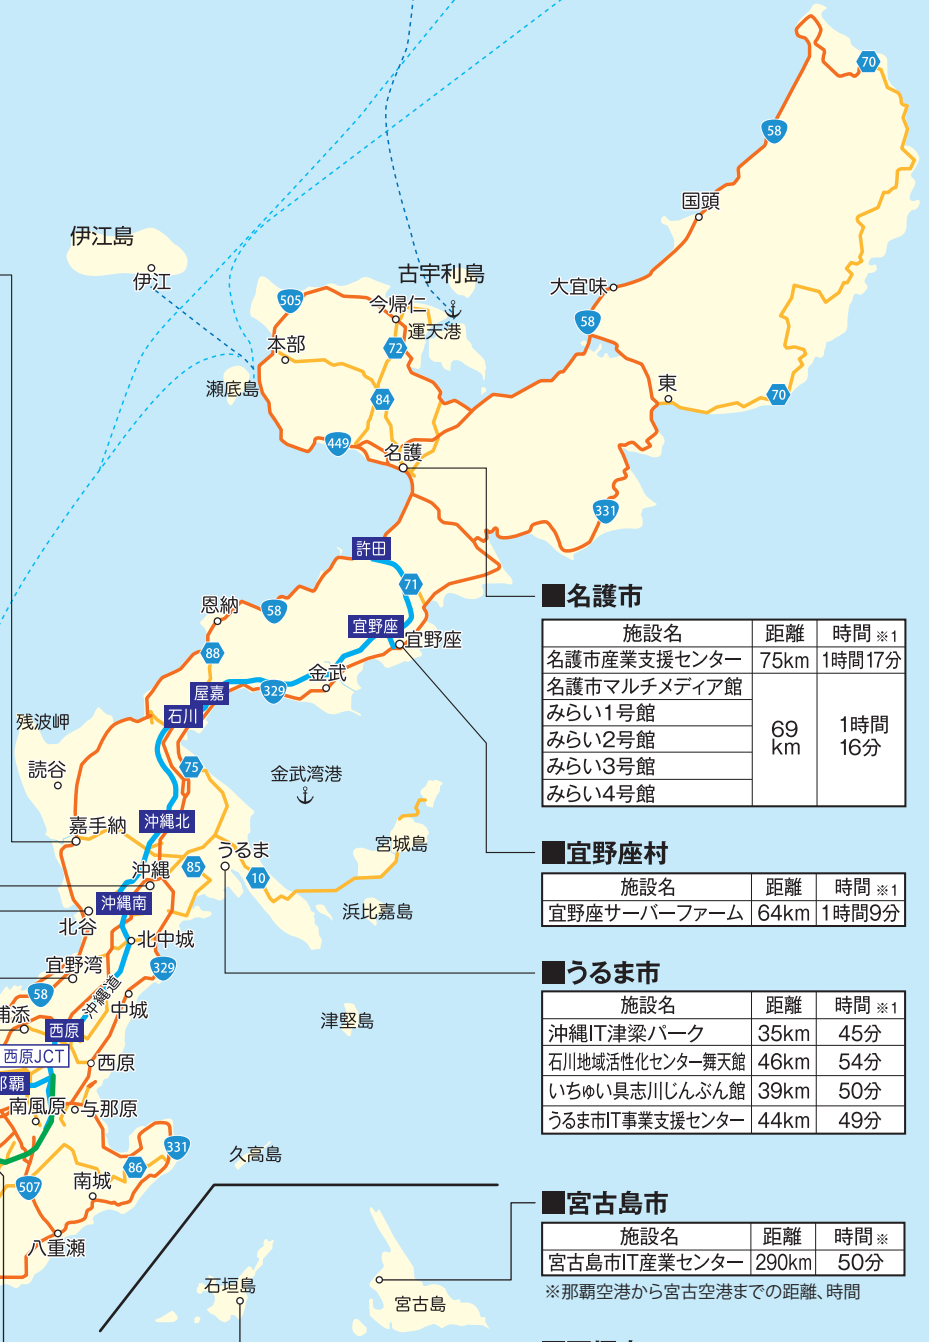 70
58
国頭
伊江島
伊江
古宇利島
大宜味
505
今帰仁
運天港
58
本部
72
瀬底島
84
東
70
449
名護
331
許田
71
恩納
58
宜野座
宜野座
88
金武
屋嘉
329
石川
残波岬
読谷
75
金武湾港
嘉手納
沖縄北
うるま
宮城島
沖縄
85
10
沖縄南
浜比嘉島
北谷
北中城
宜野湾
329
58
沖縄道
中城
津堅島
浦添
西原
西原JCT
西原
那覇
南風原
与那原
331
久高島
86
507
南城
八重瀬
石垣島
宮古島
■名護市
施設名 距離 時間※1
名護市産業支援センター 75km 1時間17分
名護市マルチメディア館
みらい1号館
みらい2号館
みらい3号館
みらい4号館
69
km
1時間
16分
■宜野座村
施設名 距離 時間※1
宜野座サーバーファーム 64km 1時間9分
■うるま市
施設名 距離 時間※1
沖縄IT津梁パーク 35km 45分
石川地域活性化センター舞天館 46km 54分
いちゅい具志川じんぶん館 39km 50分
うるま市IT事業支援センター 44km 49分
■宮古島市
施設名 距離 時間※
宮古島市IT産業センター 290km 50分
※那覇空港から宮古空港までの距離、時間